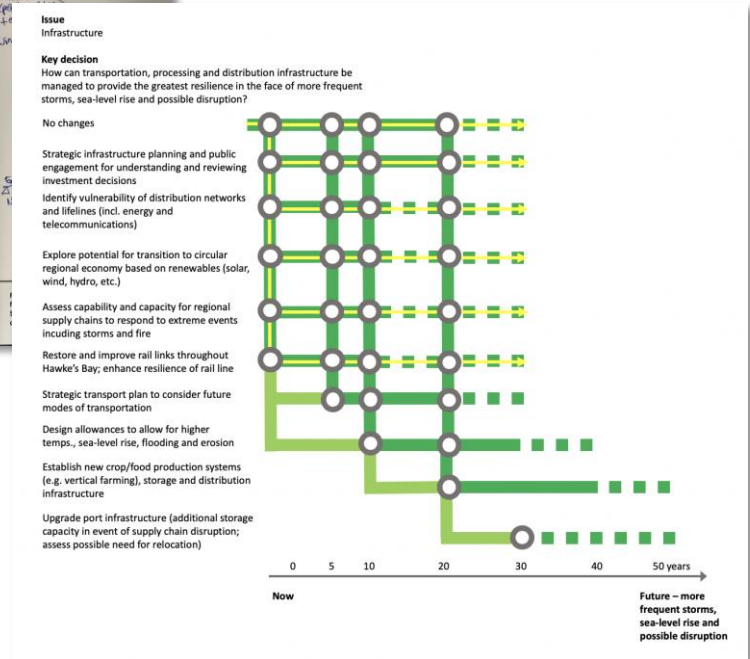 Issue
Infrastructure
Key decision
How can transportation, processing and distribution infrastructure be
managed to provide the greatest resilience in the face of more frequent
storms, sea-level rise and possible disruption?
No changes
Strategic infrastructure planning and public
engagement for understanding and reviewing
investment decisions
Identify vulnerability of distribution networks
and lifelines (incl. energy and
telecommunications)
Explore potential for transition to circular
regional economy based on renewables (solar,
wind, hydro, etc.)
Assess capability and capacity for regional
supply chains to respond to extreme events
incuding storms and fire
Restore and improve rail links throughout
Hawke's Bay; enhance resilience of rail line
Strategic transport plan to consider future
modes of transportation
Design allowances to allow for higher
temps., sea-level rise, flooding and erosion
Establish new crop/food production systems
(e.g. vertical farming), storage and distribution
infrastructure
Upgrade port infrastructure (additional storage
capacity in event of supply chain disruption;
assess possible need for relocation)
0 5 10 20 30 40 50 years
Now
Future – more
frequent storms,
sea-level rise and
possible disruption